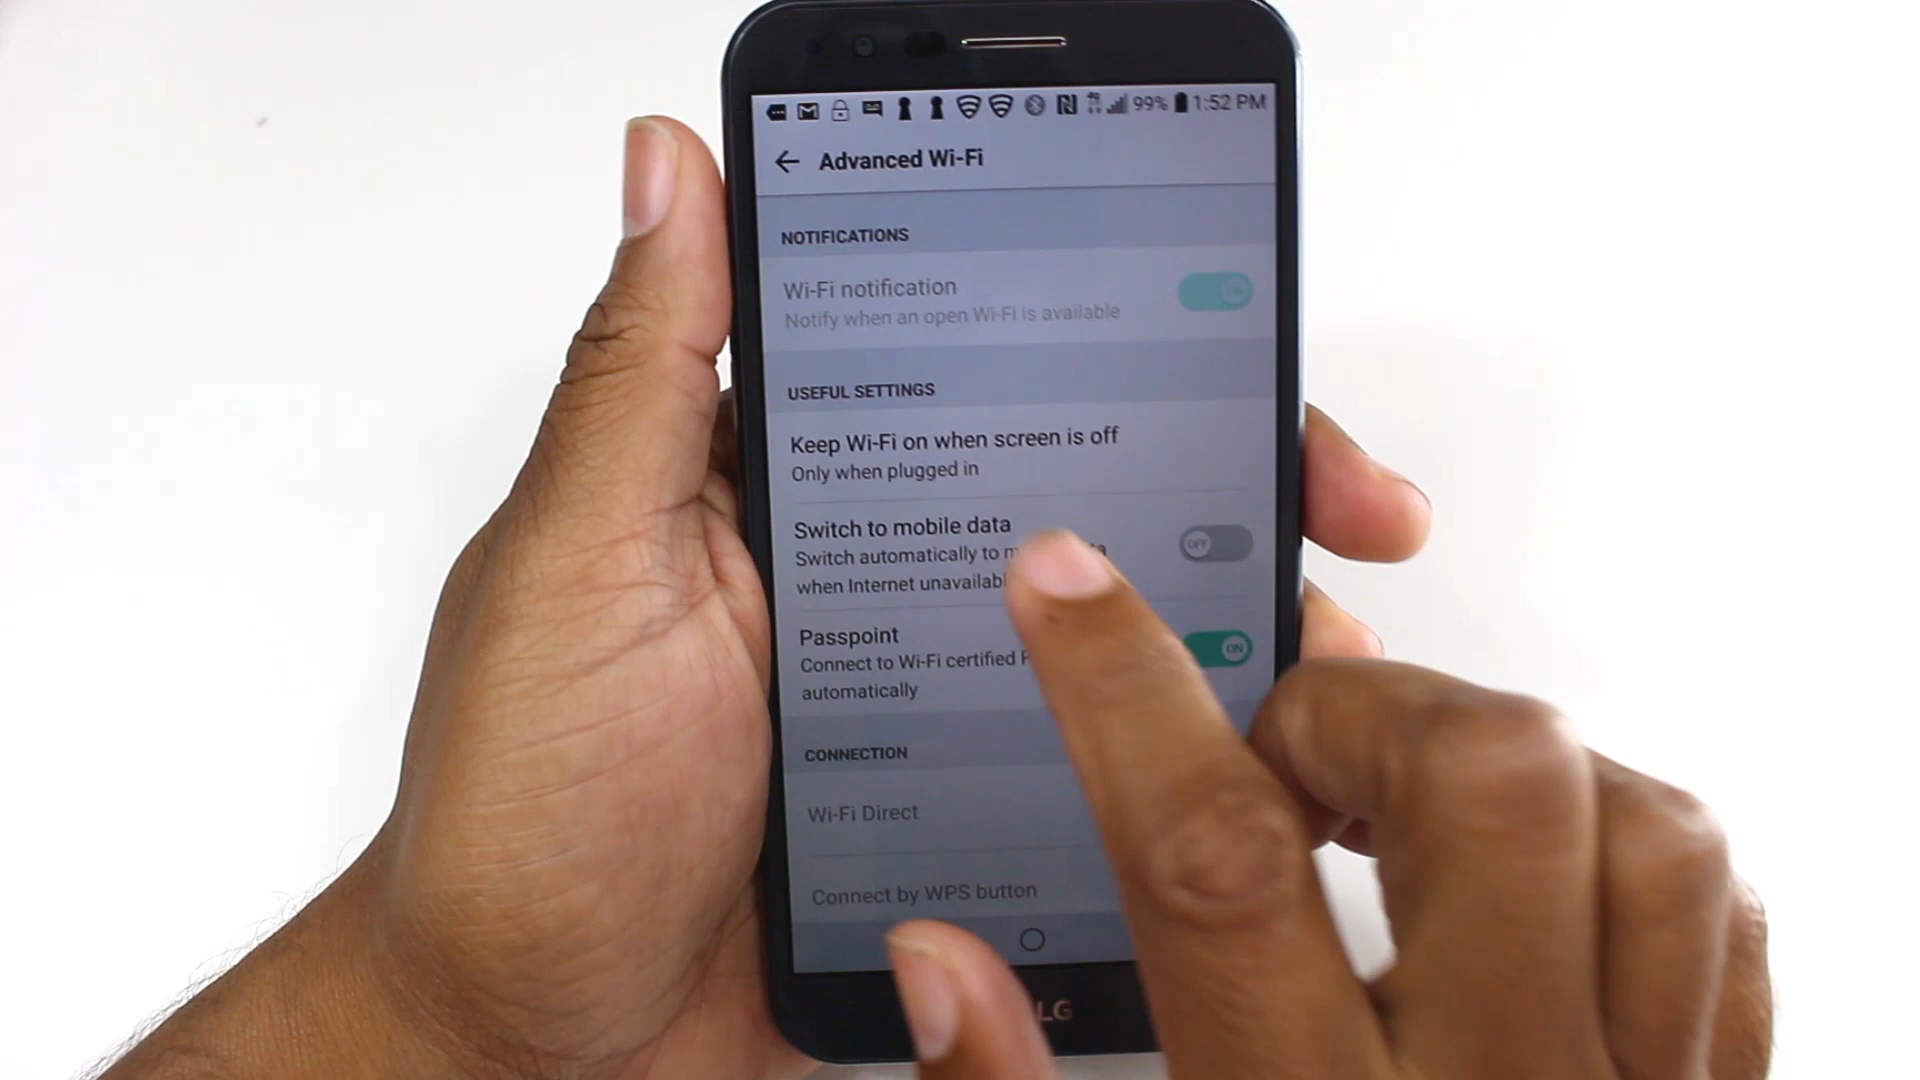 99% 1:52 PM
Advanced Wi-Fi
NOTIFICATIONS
Wi-Fi notification
Notify when an open Wi-Fi is available
USEFUL SETTINGS
Keep Wi-Fi on when screen is off
Only when plugged in
Switch to mobile data
Switch automatically to
OFF
when Internet
Passpoint
ON
Connect to Wi-Fi certified
automatically
CONNECTION
Wi-Fi Direct
Connect by WPS button
LG